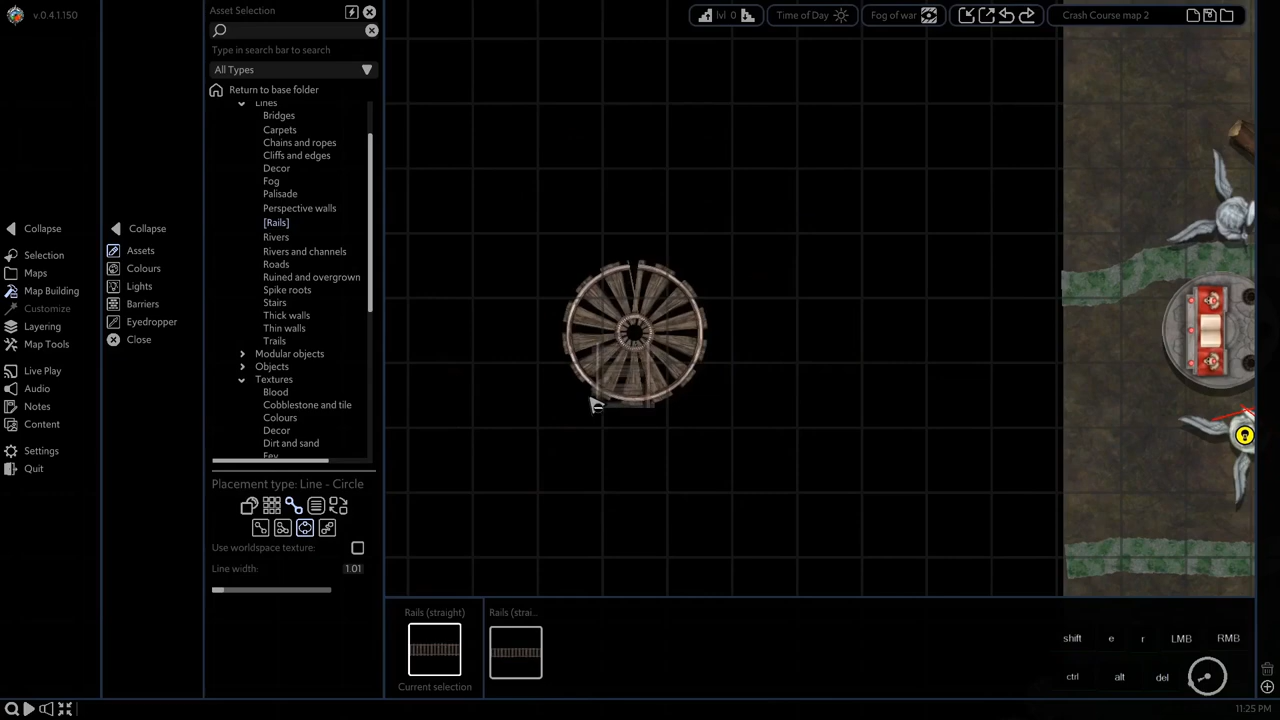 v.0.4.1.150
Asset Selection
lvl 0
Time of Day
Fog of war
Crash Course map 2
Type in search bar to search
All Types
Return to base folder
Lines
Bridges
Carpets
Chains and ropes
Cliffs and edges
Decor
Fog
Palisade
Perspective walls
[Rails]
Rivers
Rivers and channels
Roads
Ruined and overgrown
Spike roots
Stairs
Thick walls
Thin walls
Trails
Modular objects
Objects
Textures
Blood
Cobblestone and tile
Colours
Decor
Dirt and sand
Fey
Collapse
Selection
Maps
Map Building
Customize
Layering
Map Tools
Live Play
Audio
Notes
Content
Settings
Quit
Collapse
Assets
Colours
Lights
Barriers
Eyedropper
Close
Placement type: Line - Circle
Use worldspace texture:
Line width: 1.01
Rails (straight)
Current selection
Rails (strai..
shift e r LMB RMB
ctrl alt del
11:25 PM